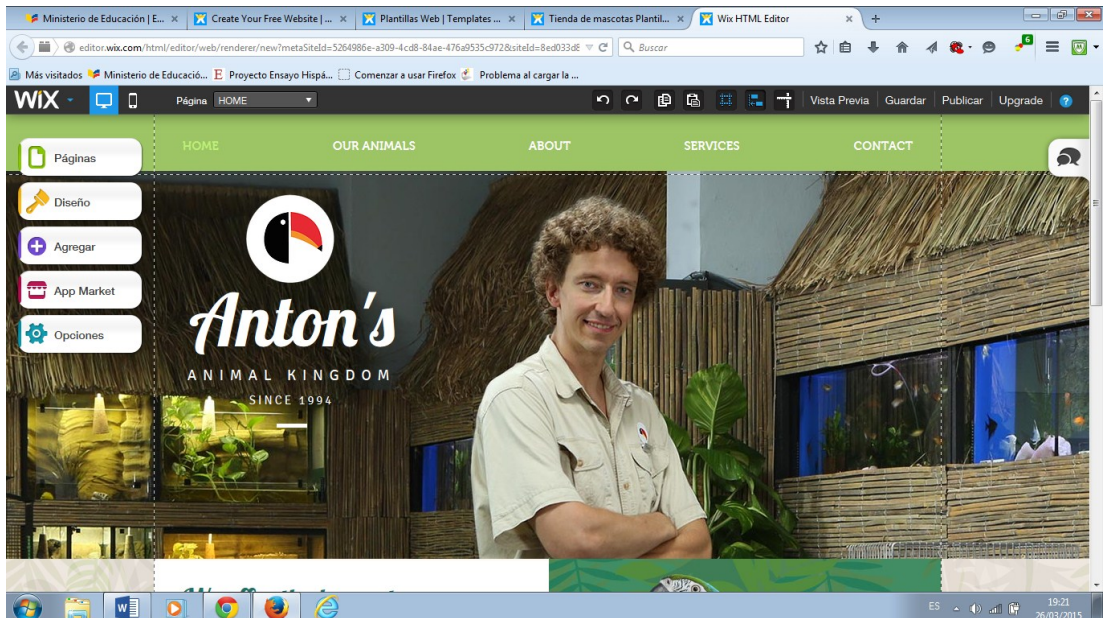 Ministerio de Educación | E...
Create Your Free Website | ...
Plantillas Web | Templates ...
Tienda de mascotas Plantil...
Wix HTML Editor
editor.wix.com/html/editor/web/renderer/new?metaSiteId=5264986e-a309-4cd8-84ae-476a9535c972&siteId=8ed033d8
Buscar
6
Más visitados
Ministerio de Educació...
Proyecto Ensayo Hispá...
Comenzar a usar Firefox
Problema al cargar la ...
WiX
Página
HOME
Vista Previa
Guardar
Publicar
Upgrade
?
HOME
OUR ANIMALS
ABOUT
SERVICES
CONTACT
Páginas
Diseño
Agregar
App Market
Opciones
Anton's
ANIMAL KINGDOM
SINCE 1994
ES
19:21
26/03/2015